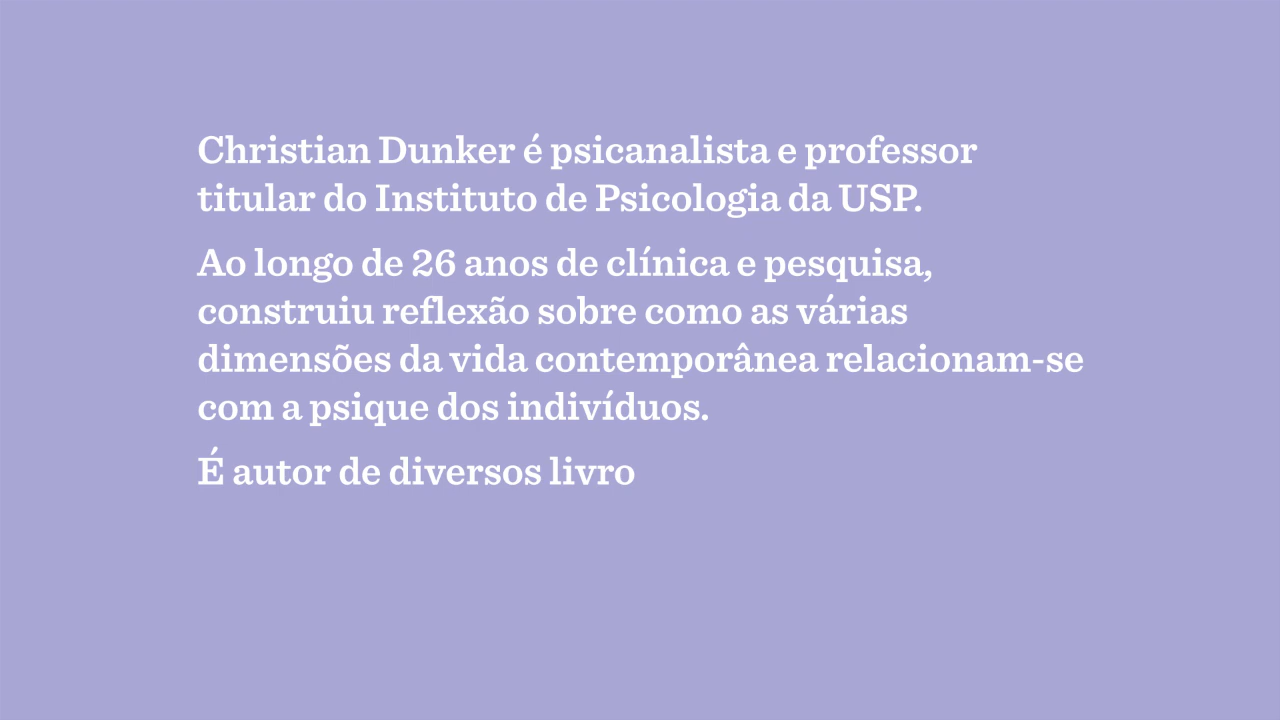 Christian Dunker é psicanalista e professor
titular do Instituto de Psicologia da USP.
Ao longo de 26 anos de clínica e pesquisa,
construiu reflexão sobre como as várias
dimensões da vida contemporânea relacionam-se
com a psique dos indivíduos.
É autor de diversos livro